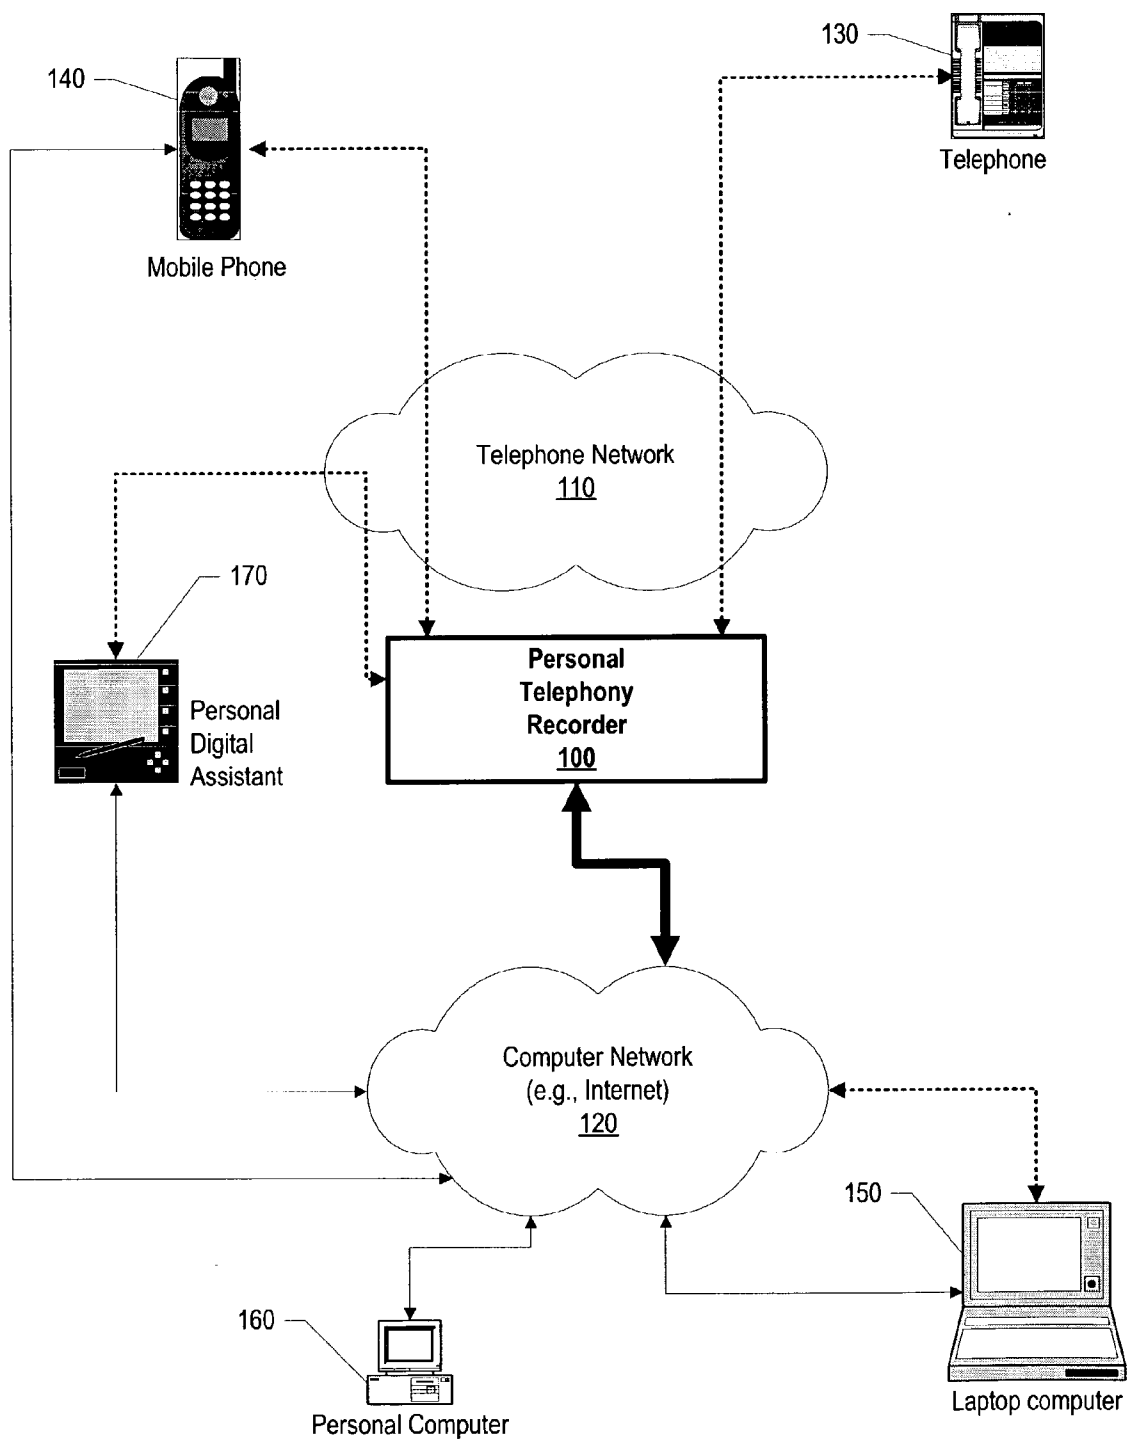 130
140
Telephone
Mobile Phone
Telephone Network
110
170
Personal
Telephony
Recorder
100
Personal
Digital
Assistant
Computer Network
(e.g., Internet)
120
150
160
Laptop computer
Personal Computer